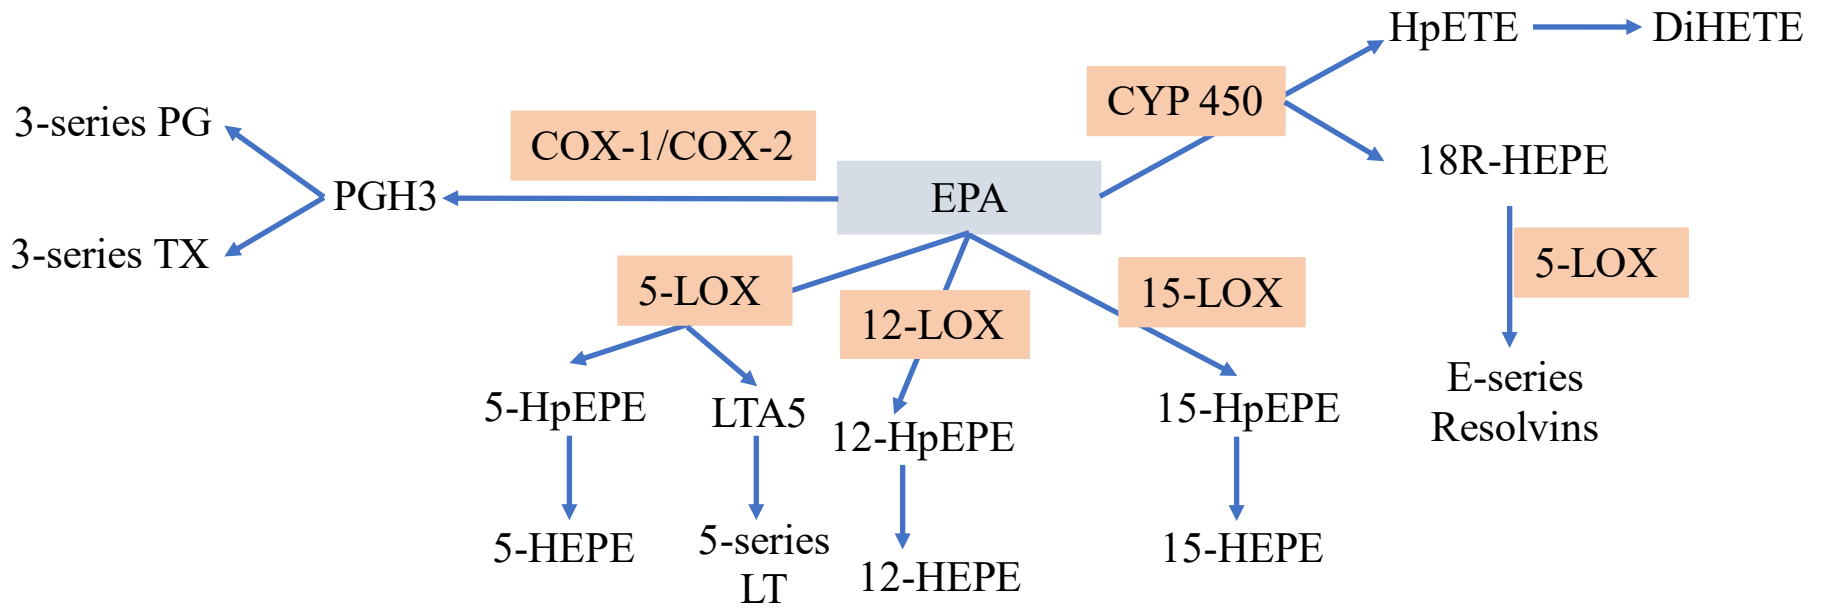 HpETE
DiHETE
CYP 450
3-series PG
COX-1/COX-2
18R-HEPE
PGH3
EPA
3-series TX
5-LOX
5-LOX
15-LOX
12-LOX
E-series
Resolvins
5-HpEPE
LTA5
12-HpEPE
15-HpEPE
5-HEPE
5-series
LT
12-HEPE
15-HEPE